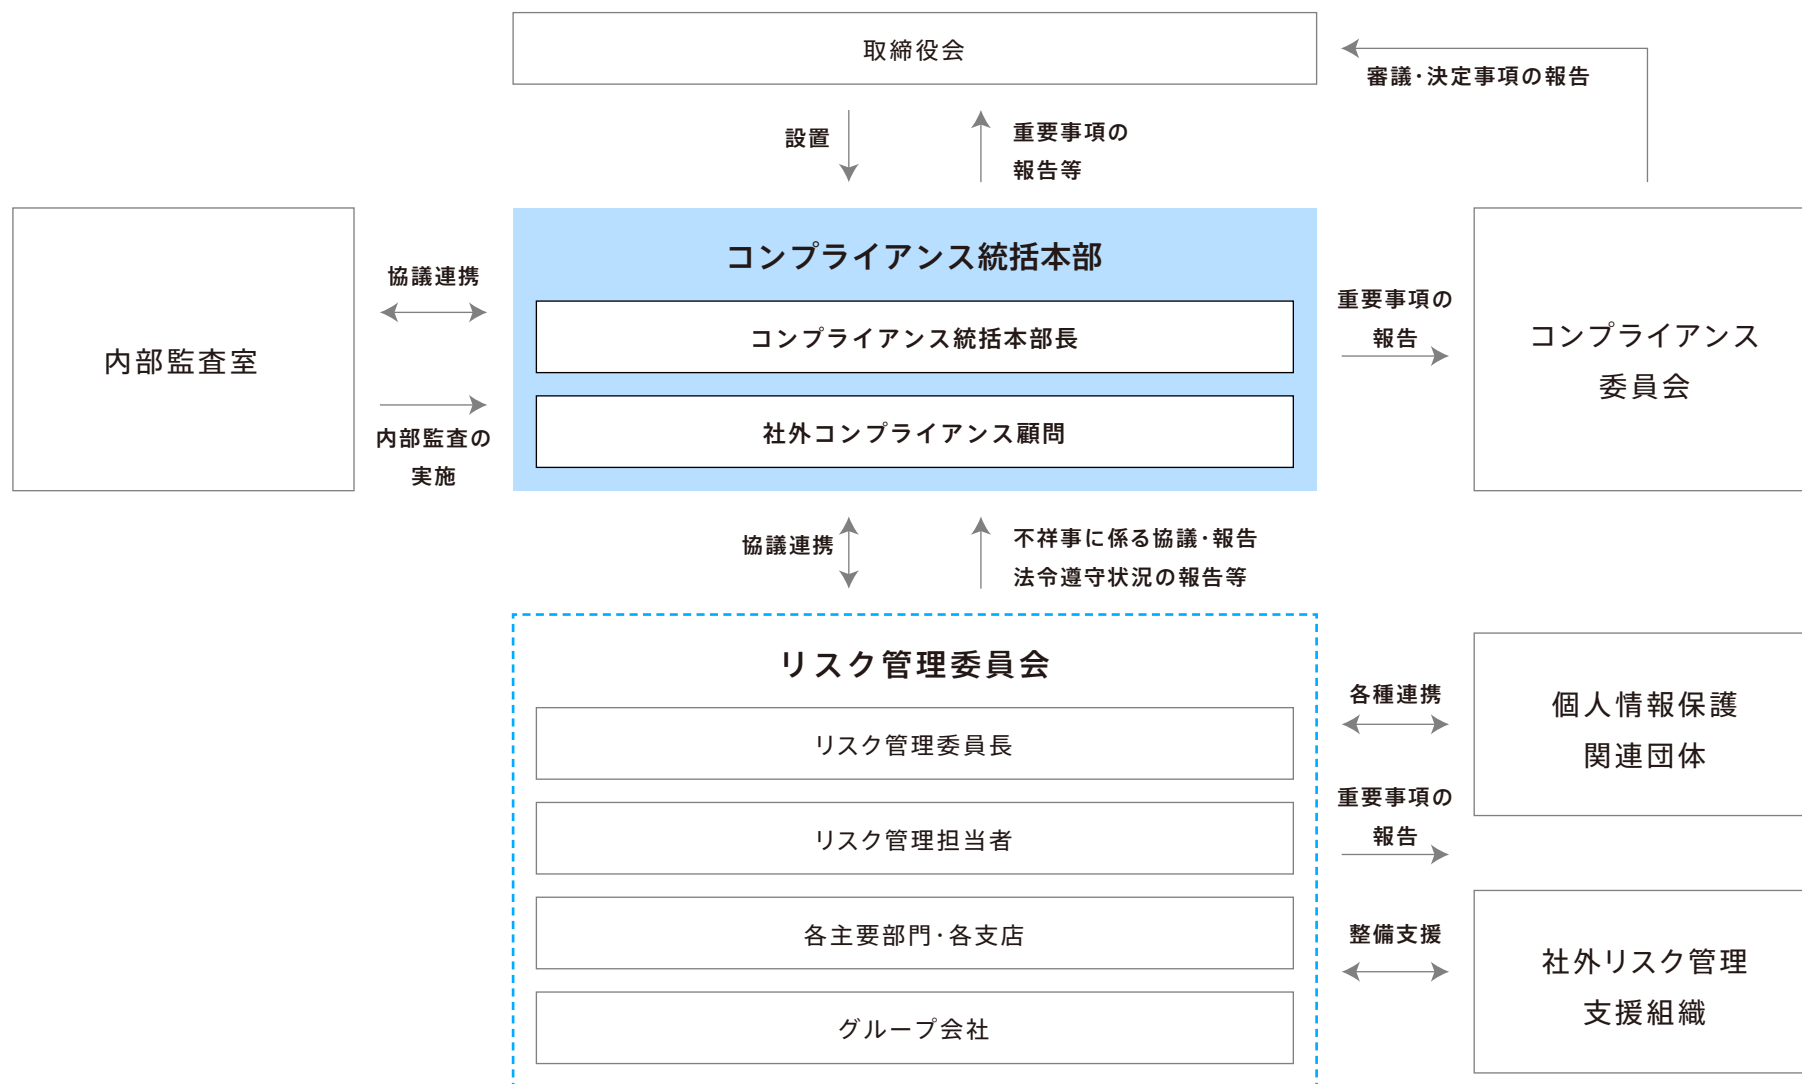 取締役会
審議・決定事項の報告
設置
重要事項の
報告等
コンプライアンス統括本部
コンプライアンス統括本部長
社外コンプライアンス顧問
内部監査室
協議連携
内部監査の
実施
重要事項の
報告
コンプライアンス
委員会
協議連携
不祥事に係る協議・報告
法令遵守状況の報告等
リスク管理委員会
リスク管理委員長
リスク管理担当者
各主要部門・各支店
グループ会社
各種連携
個人情報保護
関連団体
重要事項の
報告
整備支援
社外リスク管理
支援組織